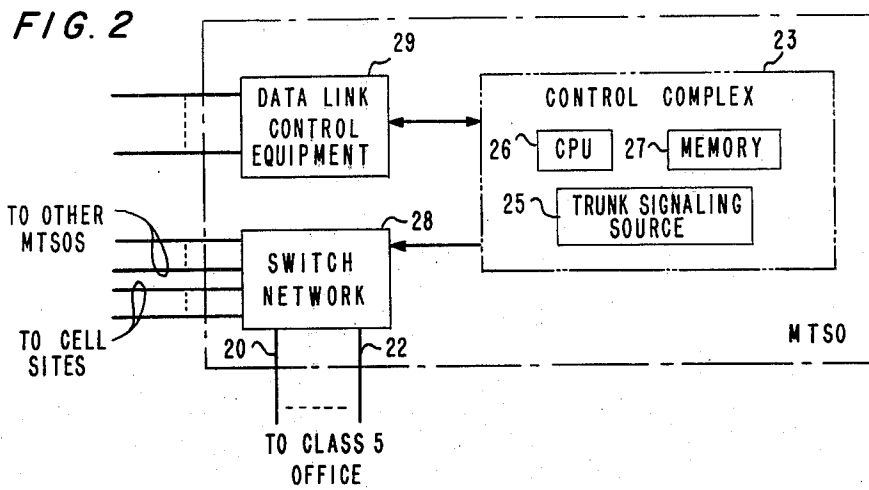 FIG. 2
29
23
DATA LINK
CONTROL
EQUIPMENT
CONTROL COMPLEX
26
CPU
27
MEMORY
25
TRUNK SIGNALING
SOURCE
TO OTHER
MTSOS
28
SWITCH
NETWORK
TO CELL
SITES
20
22
MTSO
TO CLASS 5
OFFICE